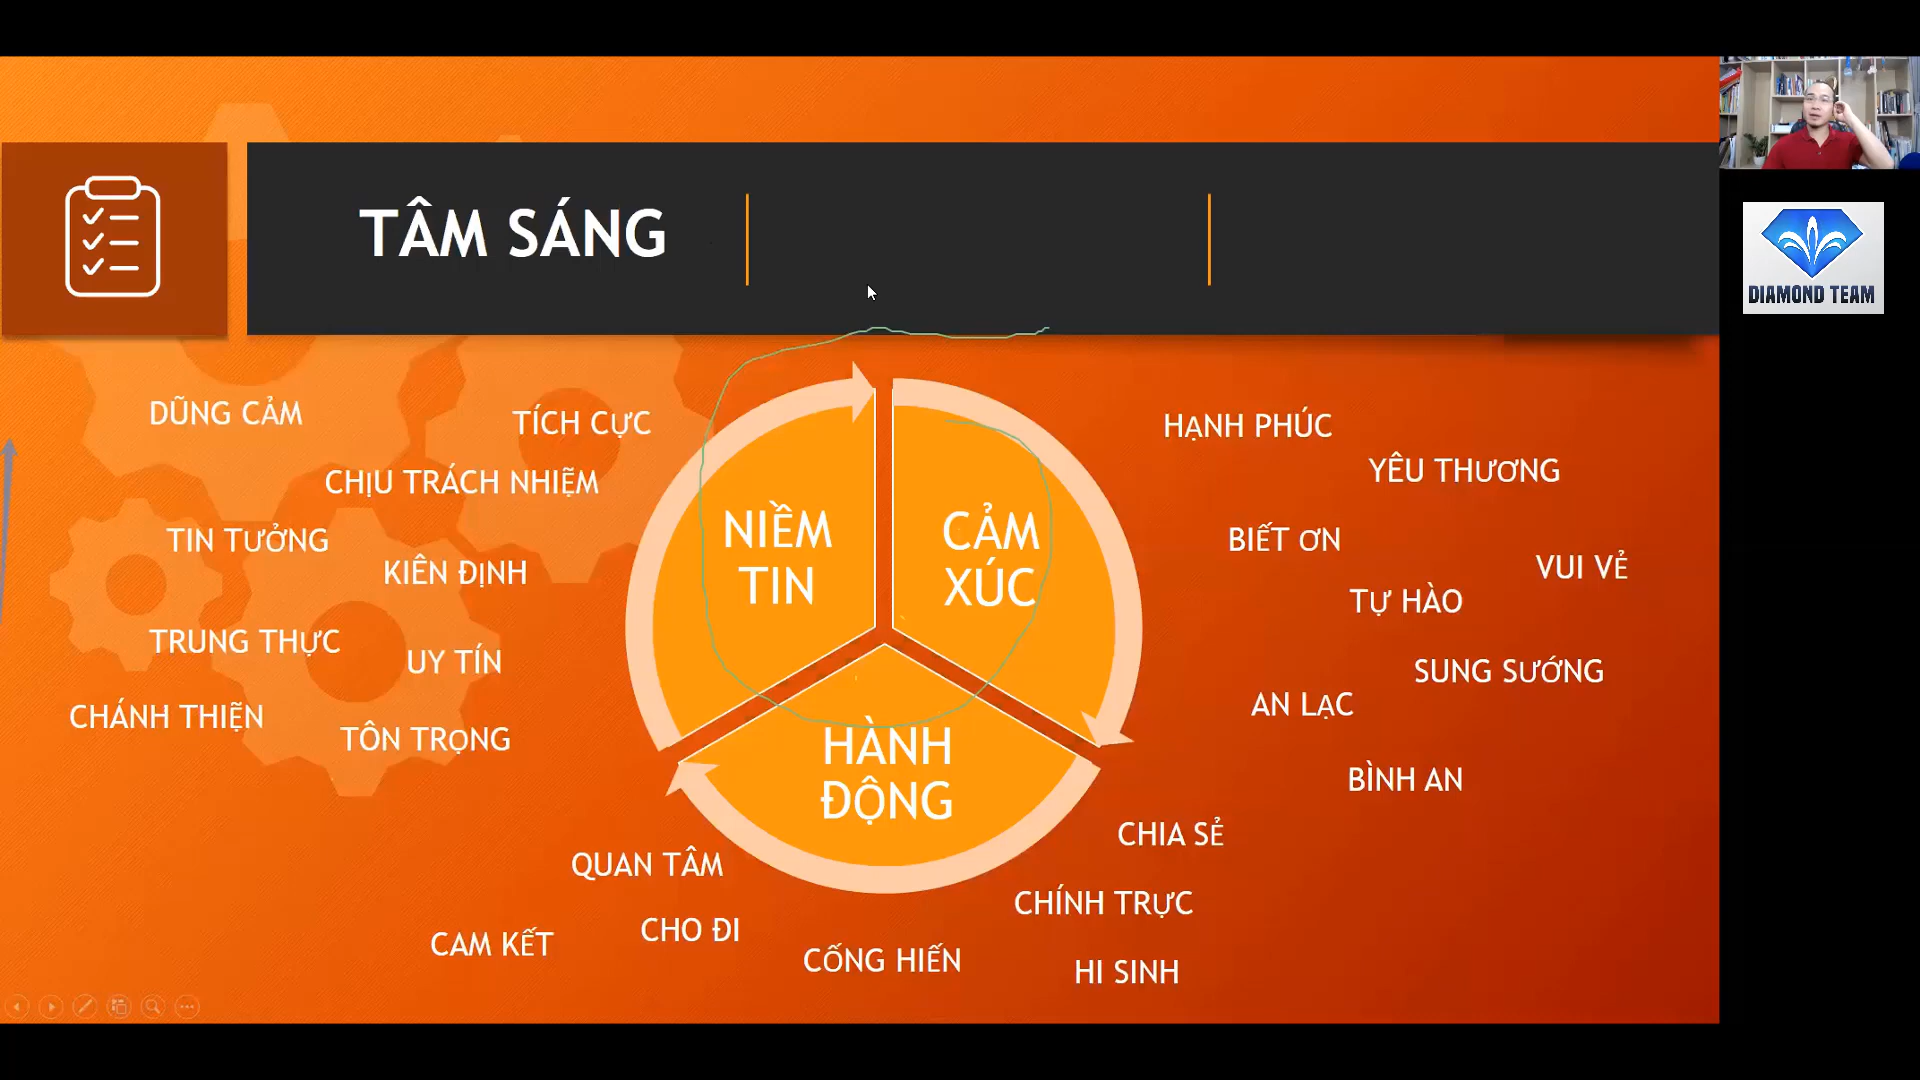 TÂM SÁNG
DIAMOND TEAM
DŨNG CẢM
TÍCH CỰC
CHỊU TRÁCH NHIỆM
TIN TƯỞNG
KIÊN ĐỊNH
TRUNG THỰC
UY TÍN
CHÁNH THIỆN
TÔN TRỌNG
NIỀM
TIN
CẢM
XÚC
HÀNH
ĐỘNG
HẠNH PHÚC
YÊU THƯƠNG
BIẾT ƠN
VUI VẺ
TỰ HÀO
SUNG SƯỚNG
AN LẠC
BÌNH AN
QUAN TÂM
CHO ĐI
CAM KẾT
CỐNG HIẾN
CHIA SẺ
CHÍNH TRỰC
HI SINH